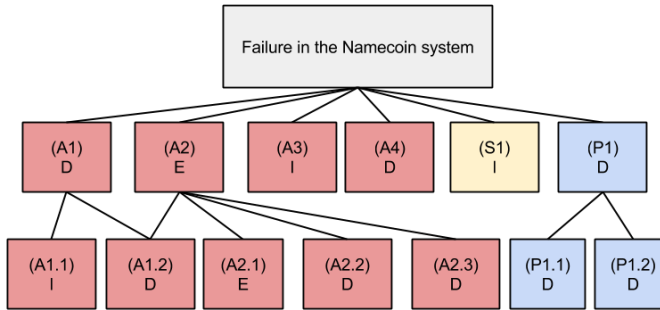 Failure in the Namecoin system
(A1)
D
(A2)
E
(A3)
I
(A4)
D
(S1)
I
(P1)
D
(A1.1)
I
(A1.2)
D
(A2.1)
E
(A2.2)
D
(A2.3)
D
(P1.1)
D
(P1.2)
D